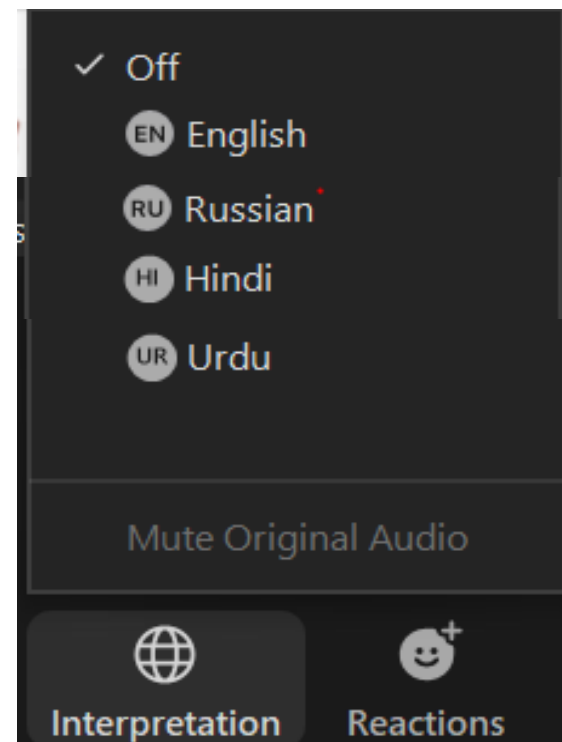 Off
EN English
RU Russian
HI Hindi
UR Urdu
s
Mute Original Audio
Interpretation Reactions